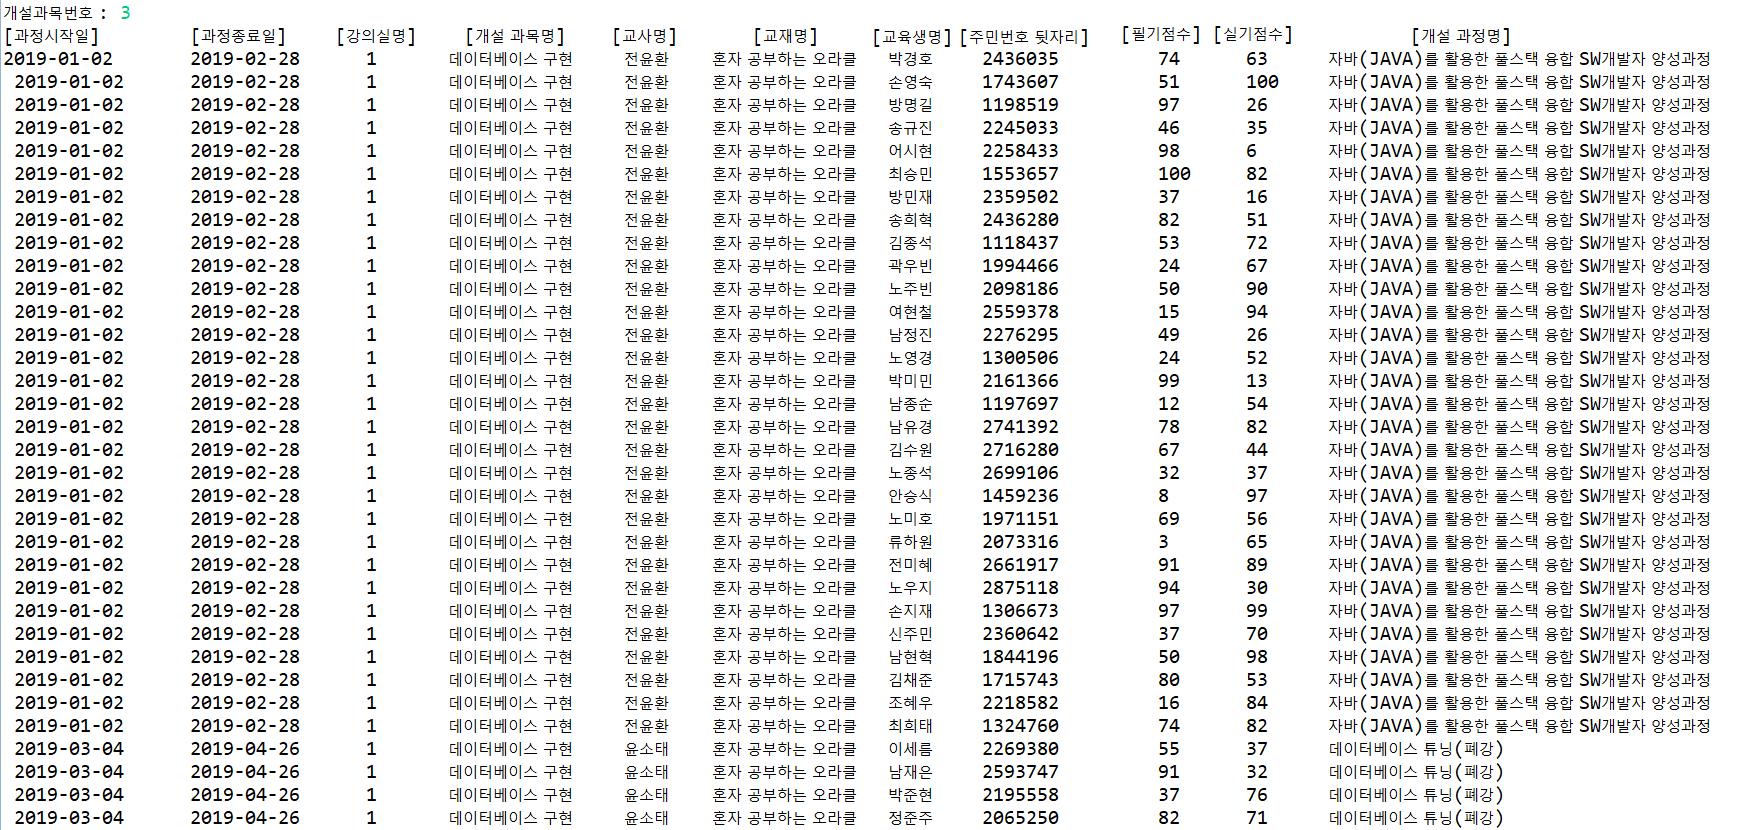 개설과목번호 : 3
[과정시작일] [과정종료일] [강의실명] [개설 과목명] [교사명] [교재명] [교육생명] [주민번호 뒷자리] [필기점수] [실기점수] [개설 과정명]
2019-01-02 2019-02-28 1 데이터베이스 구현 전윤환 혼자 공부하는 오라클 박경호 2436035 74 63 자바(JAVA)를 활용한 풀스택 융합 SW개발자 양성과정
2019-01-02 2019-02-28 1 데이터베이스 구현 전윤환 혼자 공부하는 오라클 손영숙 1743607 51 100 자바(JAVA)를 활용한 풀스택 융합 SW개발자 양성과정
2019-01-02 2019-02-28 1 데이터베이스 구현 전윤환 혼자 공부하는 오라클 방명길 1198519 97 26 자바(JAVA)를 활용한 풀스택 융합 SW개발자 양성과정
2019-01-02 2019-02-28 1 데이터베이스 구현 전윤환 혼자 공부하는 오라클 송규진 2245033 46 35 자바(JAVA)를 활용한 풀스택 융합 SW개발자 양성과정
2019-01-02 2019-02-28 1 데이터베이스 구현 전윤환 혼자 공부하는 오라클 어시현 2258433 98 6 자바(JAVA)를 활용한 풀스택 융합 SW개발자 양성과정
2019-01-02 2019-02-28 1 데이터베이스 구현 전윤환 혼자 공부하는 오라클 최승민 1553657 100 82 자바(JAVA)를 활용한 풀스택 융합 SW개발자 양성과정
2019-01-02 2019-02-28 1 데이터베이스 구현 전윤환 혼자 공부하는 오라클 방민재 2359502 37 16 자바(JAVA)를 활용한 풀스택 융합 SW개발자 양성과정
2019-01-02 2019-02-28 1 데이터베이스 구현 전윤환 혼자 공부하는 오라클 송희혁 2436280 82 51 자바(JAVA)를 활용한 풀스택 융합 SW개발자 양성과정
2019-01-02 2019-02-28 1 데이터베이스 구현 전윤환 혼자 공부하는 오라클 김종석 1118437 53 72 자바(JAVA)를 활용한 풀스택 융합 SW개발자 양성과정
2019-01-02 2019-02-28 1 데이터베이스 구현 전윤환 혼자 공부하는 오라클 곽우빈 1994466 24 67 자바(JAVA)를 활용한 풀스택 융합 SW개발자 양성과정
2019-01-02 2019-02-28 1 데이터베이스 구현 전윤환 혼자 공부하는 오라클 노주빈 2098186 50 90 자바(JAVA)를 활용한 풀스택 융합 SW개발자 양성과정
2019-01-02 2019-02-28 1 데이터베이스 구현 전윤환 혼자 공부하는 오라클 여현철 2559378 15 94 자바(JAVA)를 활용한 풀스택 융합 SW개발자 양성과정
2019-01-02 2019-02-28 1 데이터베이스 구현 전윤환 혼자 공부하는 오라클 남정진 2276295 49 26 자바(JAVA)를 활용한 풀스택 융합 SW개발자 양성과정
2019-01-02 2019-02-28 1 데이터베이스 구현 전윤환 혼자 공부하는 오라클 노영경 1300506 24 52 자바(JAVA)를 활용한 풀스택 융합 SW개발자 양성과정
2019-01-02 2019-02-28 1 데이터베이스 구현 전윤환 혼자 공부하는 오라클 박미민 2161366 99 13 자바(JAVA)를 활용한 풀스택 융합 SW개발자 양성과정
2019-01-02 2019-02-28 1 데이터베이스 구현 전윤환 혼자 공부하는 오라클 남종순 1197697 12 54 자바(JAVA)를 활용한 풀스택 융합 SW개발자 양성과정
2019-01-02 2019-02-28 1 데이터베이스 구현 전윤환 혼자 공부하는 오라클 남유경 2741392 78 82 자바(JAVA)를 활용한 풀스택 융합 SW개발자 양성과정
2019-01-02 2019-02-28 1 데이터베이스 구현 전윤환 혼자 공부하는 오라클 김수원 2716280 67 44 자바(JAVA)를 활용한 풀스택 융합 SW개발자 양성과정
2019-01-02 2019-02-28 1 데이터베이스 구현 전윤환 혼자 공부하는 오라클 노종석 2699106 32 37 자바(JAVA)를 활용한 풀스택 융합 SW개발자 양성과정
2019-01-02 2019-02-28 1 데이터베이스 구현 전윤환 혼자 공부하는 오라클 안승식 1459236 8 97 자바(JAVA)를 활용한 풀스택 융합 SW개발자 양성과정
2019-01-02 2019-02-28 1 데이터베이스 구현 전윤환 혼자 공부하는 오라클 노미호 1971151 69 56 자바(JAVA)를 활용한 풀스택 융합 SW개발자 양성과정
2019-01-02 2019-02-28 1 데이터베이스 구현 전윤환 혼자 공부하는 오라클 류하원 2073316 3 65 자바(JAVA)를 활용한 풀스택 융합 SW개발자 양성과정
2019-01-02 2019-02-28 1 데이터베이스 구현 전윤환 혼자 공부하는 오라클 전미혜 2661917 91 89 자바(JAVA)를 활용한 풀스택 융합 SW개발자 양성과정
2019-01-02 2019-02-28 1 데이터베이스 구현 전윤환 혼자 공부하는 오라클 노우지 2875118 94 30 자바(JAVA)를 활용한 풀스택 융합 SW개발자 양성과정
2019-01-02 2019-02-28 1 데이터베이스 구현 전윤환 혼자 공부하는 오라클 손지재 1306673 97 99 자바(JAVA)를 활용한 풀스택 융합 SW개발자 양성과정
2019-01-02 2019-02-28 1 데이터베이스 구현 전윤환 혼자 공부하는 오라클 신주민 2360642 37 70 자바(JAVA)를 활용한 풀스택 융합 SW개발자 양성과정
2019-01-02 2019-02-28 1 데이터베이스 구현 전윤환 혼자 공부하는 오라클 남현혁 1844196 50 98 자바(JAVA)를 활용한 풀스택 융합 SW개발자 양성과정
2019-01-02 2019-02-28 1 데이터베이스 구현 전윤환 혼자 공부하는 오라클 김채준 1715743 80 53 자바(JAVA)를 활용한 풀스택 융합 SW개발자 양성과정
2019-01-02 2019-02-28 1 데이터베이스 구현 전윤환 혼자 공부하는 오라클 조혜우 2218582 16 84 자바(JAVA)를 활용한 풀스택 융합 SW개발자 양성과정
2019-01-02 2019-02-28 1 데이터베이스 구현 전윤환 혼자 공부하는 오라클 최희태 1324760 74 82 자바(JAVA)를 활용한 풀스택 융합 SW개발자 양성과정
2019-03-04 2019-04-26 1 데이터베이스 구현 윤소태 혼자 공부하는 오라클 이세름 2269380 55 37 데이터베이스 튜닝(폐강)
2019-03-04 2019-04-26 1 데이터베이스 구현 윤소태 혼자 공부하는 오라클 남재은 2593747 91 32 데이터베이스 튜닝(폐강)
2019-03-04 2019-04-26 1 데이터베이스 구현 윤소태 혼자 공부하는 오라클 박준현 2195558 37 76 데이터베이스 튜닝(폐강)
2019-03-04 2019-04-26 1 데이터베이스 구현 윤소태 혼자 공부하는 오라클 정준주 2065250 82 71 데이터베이스 튜닝(폐강)